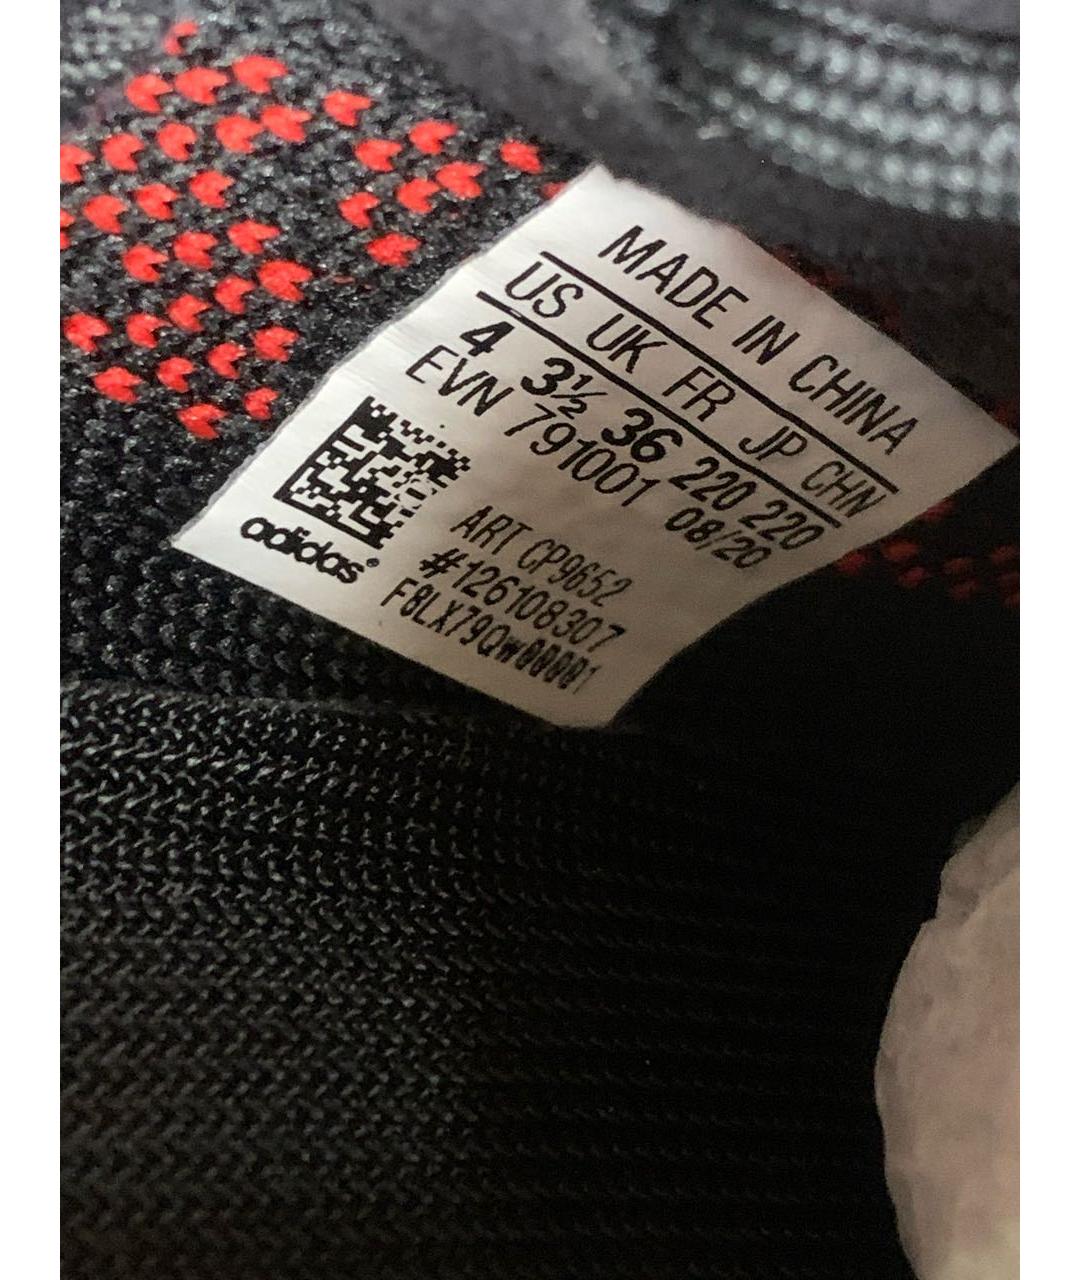 MADE IN CHINA
US UK FR JP CHN
4 3½ 36 220 220
EVN 791001 08/20
adidas®
ART CP9652
#126108307
F8LX79QW00001